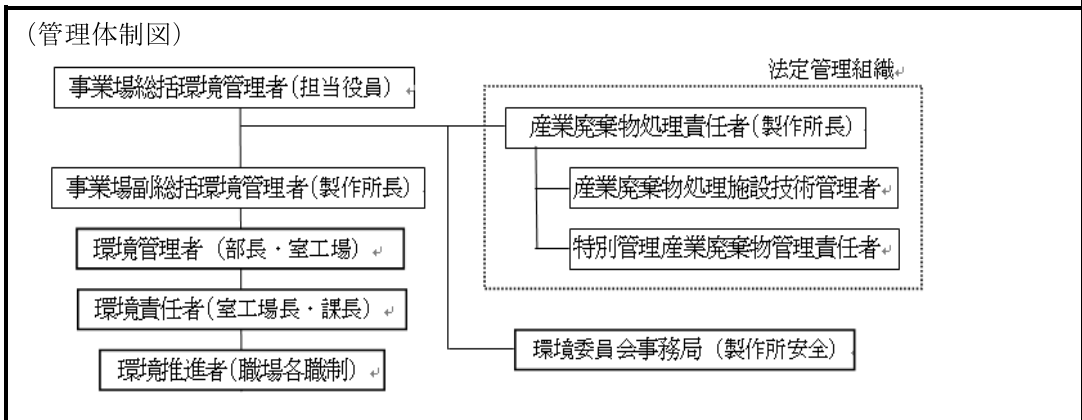 （管理体制図）
事業場総括環境管理者(担当役員)
法定管理組織
産業廃棄物処理責任者(製作所長)
事業場副総括環境管理者(製作所長)
産業廃棄物処理施設技術管理者
環境管理者（部長・室工場）
特別管理産業廃棄物管理責任者
環境責任者(室工場長・課長)
環境委員会事務局（製作所安全）
環境推進者(職場各職制)